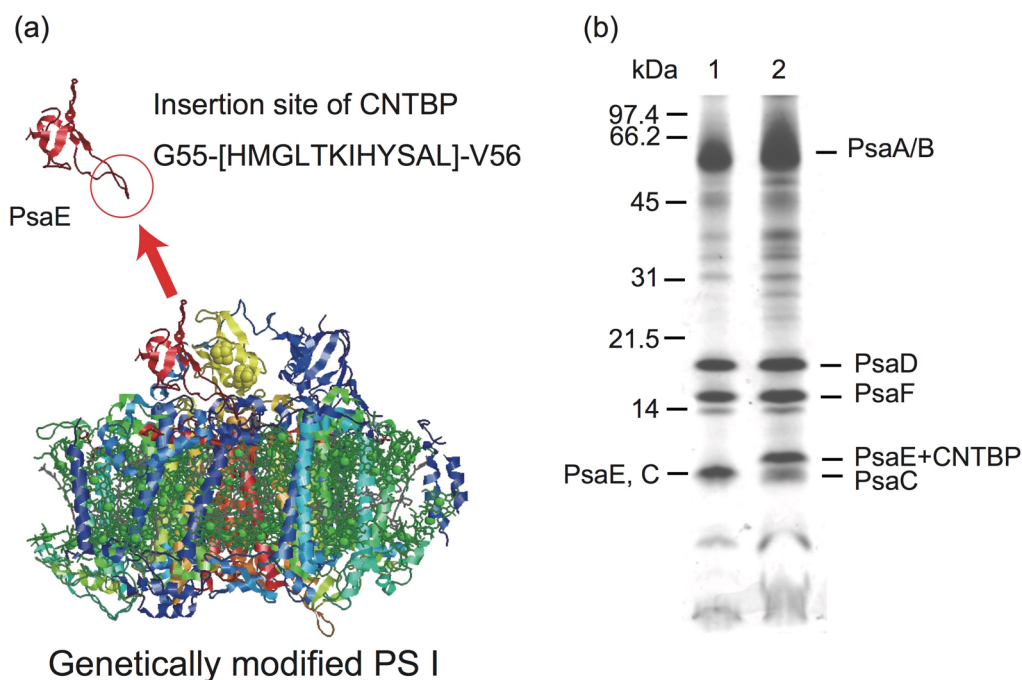 (a)
Insertion site of CNTBP
G55-[HMGLTKIHYSAL]-V56
PsaE
Genetically modified PS I
(b)
kDa 1 2
97.4
66.2
PsaA/B
45
31
21.5
PsaD
PsaF
14
PsaE+CNTBP
PsaE, C
PsaC